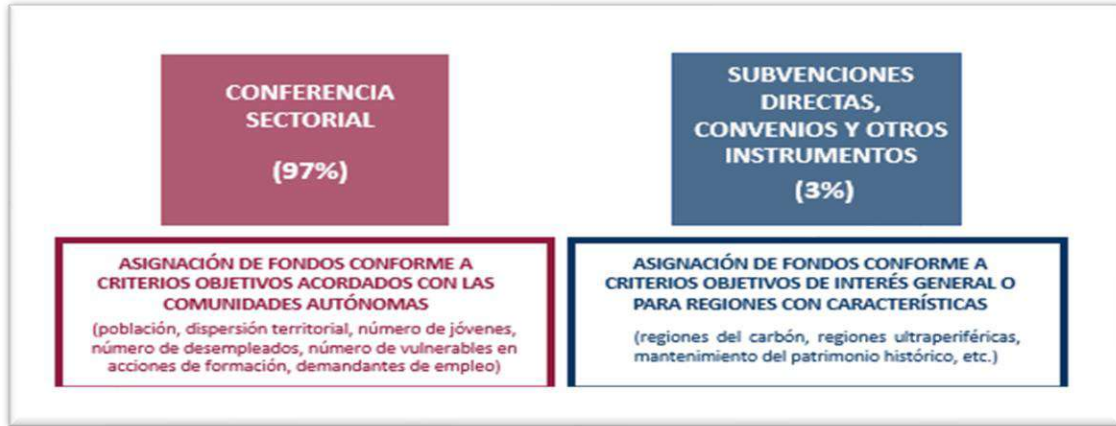 CONFERENCIA
SECTORIAL
(97%)
ASIGNACIÓN DE FONDOS CONFORME A
CRITERIOS OBJETIVOS ACORDADOS CON LAS
COMUNIDADES AUTÓNOMAS
(población, dispersión territorial, número de jóvenes,
número de desempleados, número de vulnerables en
acciones de formación, demandantes de empleo)
SUBVENCIONES
DIRECTAS,
CONVENIOS Y OTROS
INSTRUMENTOS
(3%)
ASIGNACIÓN DE FONDOS CONFORME A
CRITERIOS OBJETIVOS DE INTERÉS GENERAL O
PARA REGIONES CON CARACTERÍSTICAS
(regiones del carbón, regiones ultraperiféricas,
mantenimiento del patrimonio histórico, etc.)